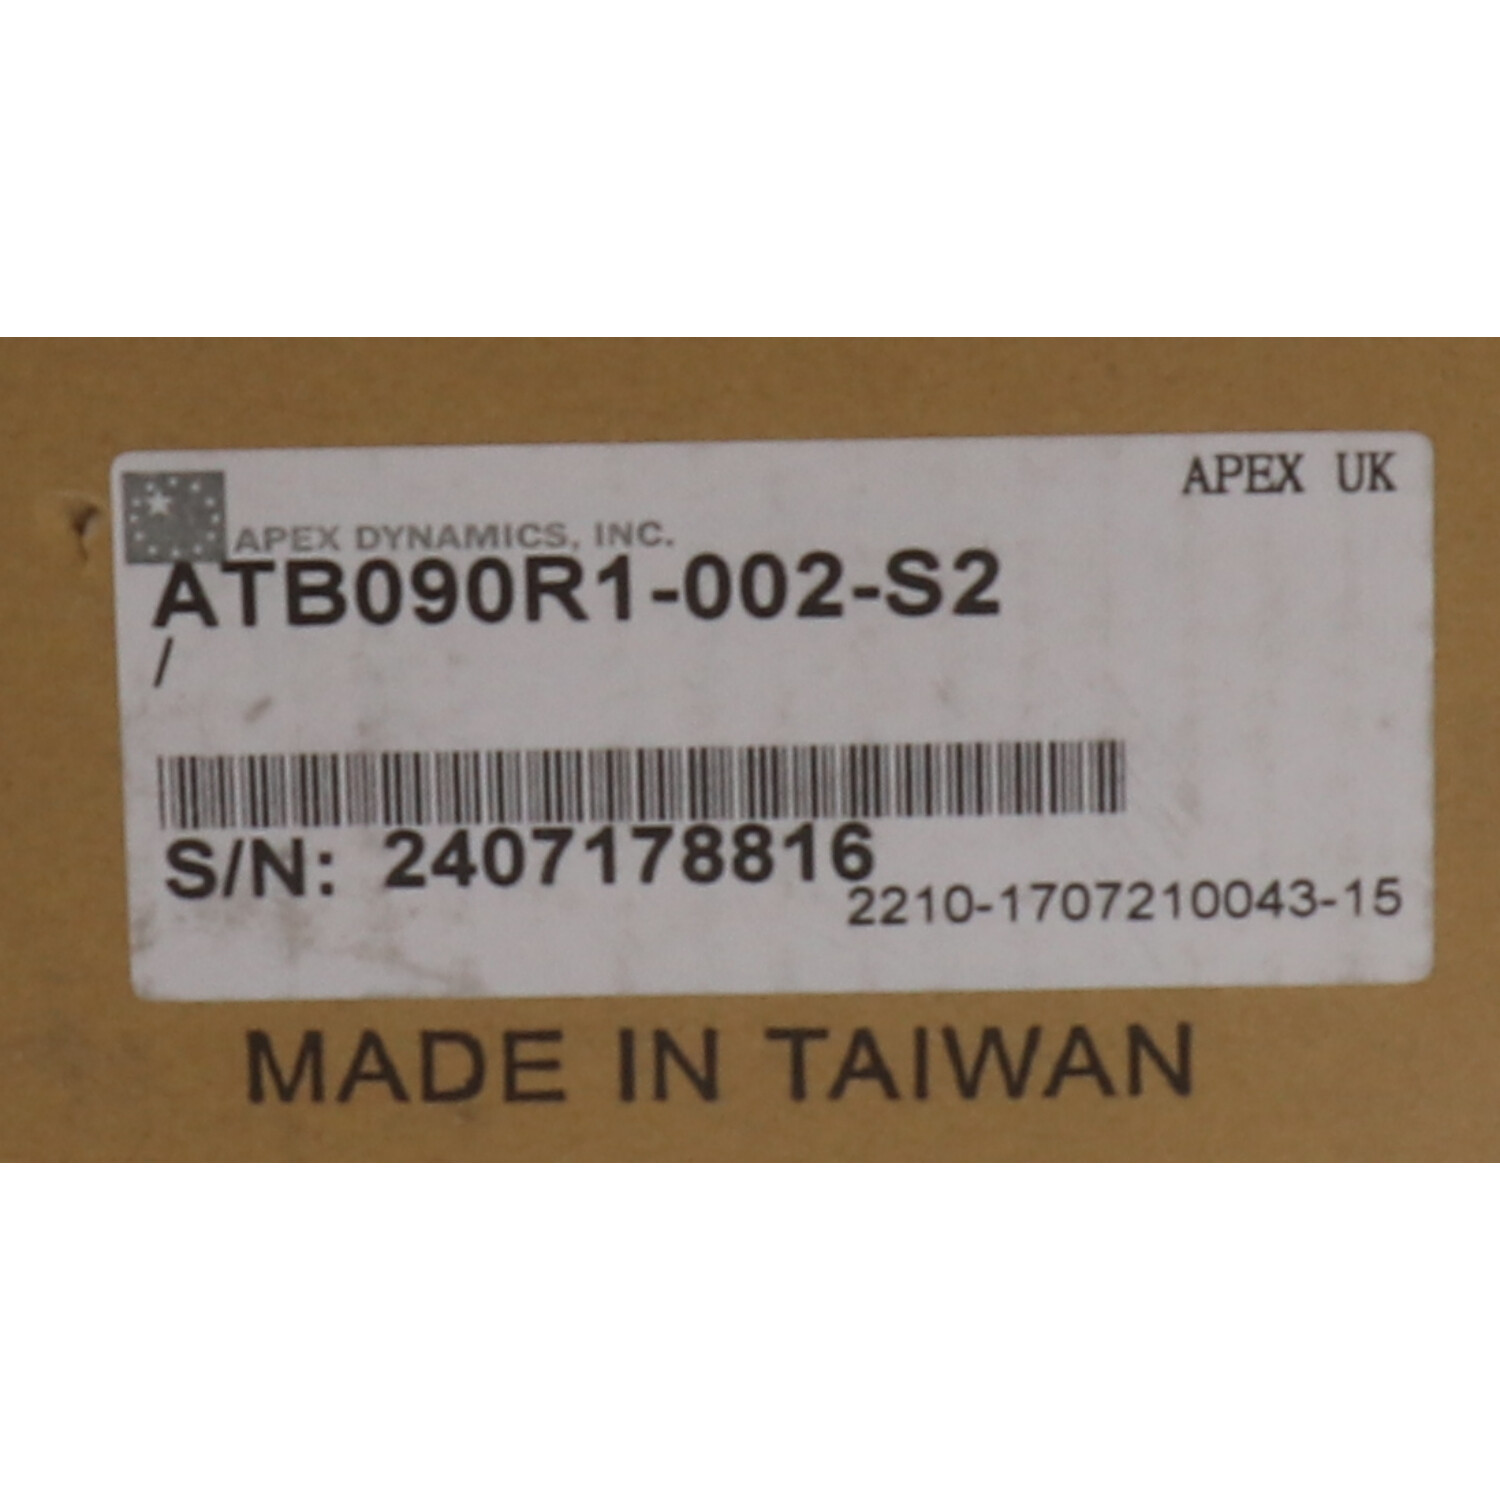 APEX UK
APEX DYNAMICS, INC.
ATB090R1-002-S2
/
S/N: 2407178816
2210-1707210043-15
MADE IN TAIWAN